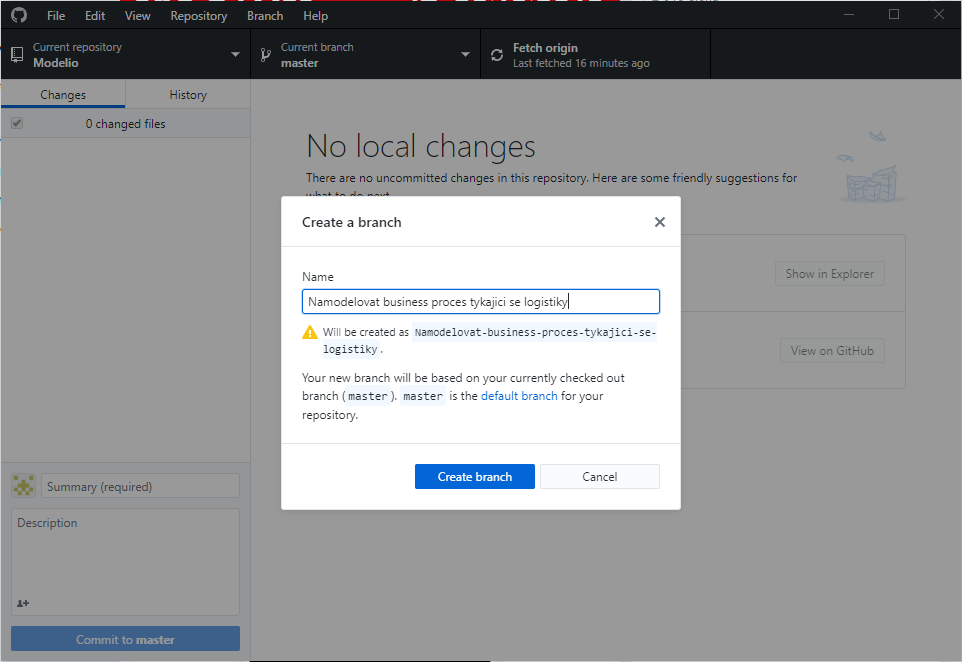 File Edit View Repository Branch Help
Current repository
Modelio
Current branch
master
Fetch origin
Last fetched 16 minutes ago
Changes History
0 changed files
No local changes
There are no uncommitted changes in this repository. Here are some friendly suggestions for
what to do next.
Create a branch
Name
Namodelovat business proces tykajici se logistiky
Will be created as Namodelovat-business-proces-tykajici-se-
logistiky.
Your new branch will be based on your currently checked out
branch (master). master is the default branch for your
repository.
Create branch Cancel
Show in Explorer
View on GitHub
Summary (required)
Description
Commit to master